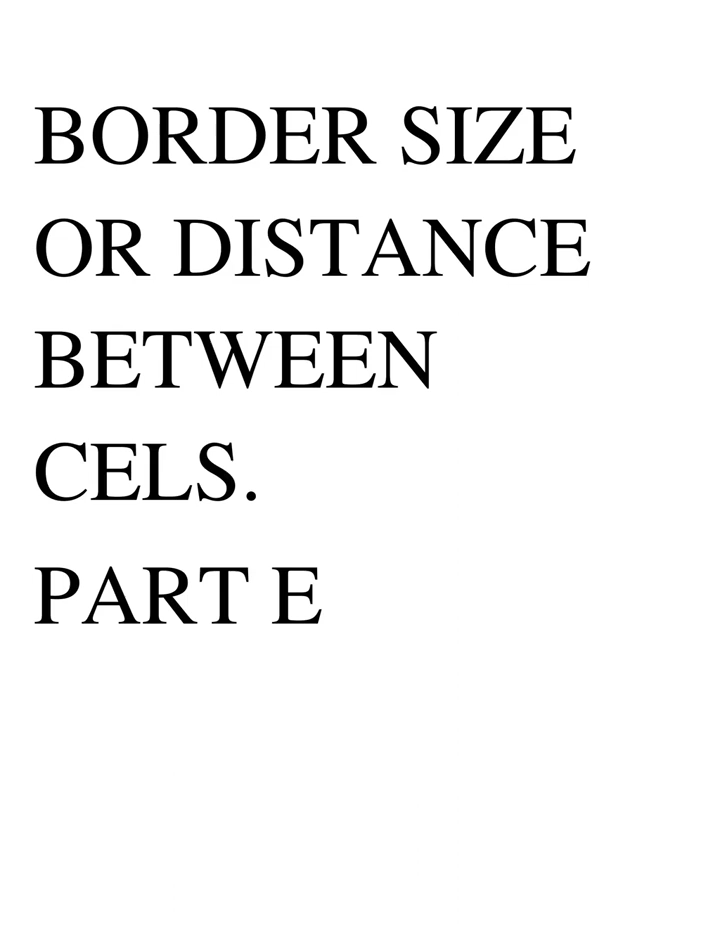 BORDER SIZE
OR DISTANCE
BETWEEN
CELS.
PART E